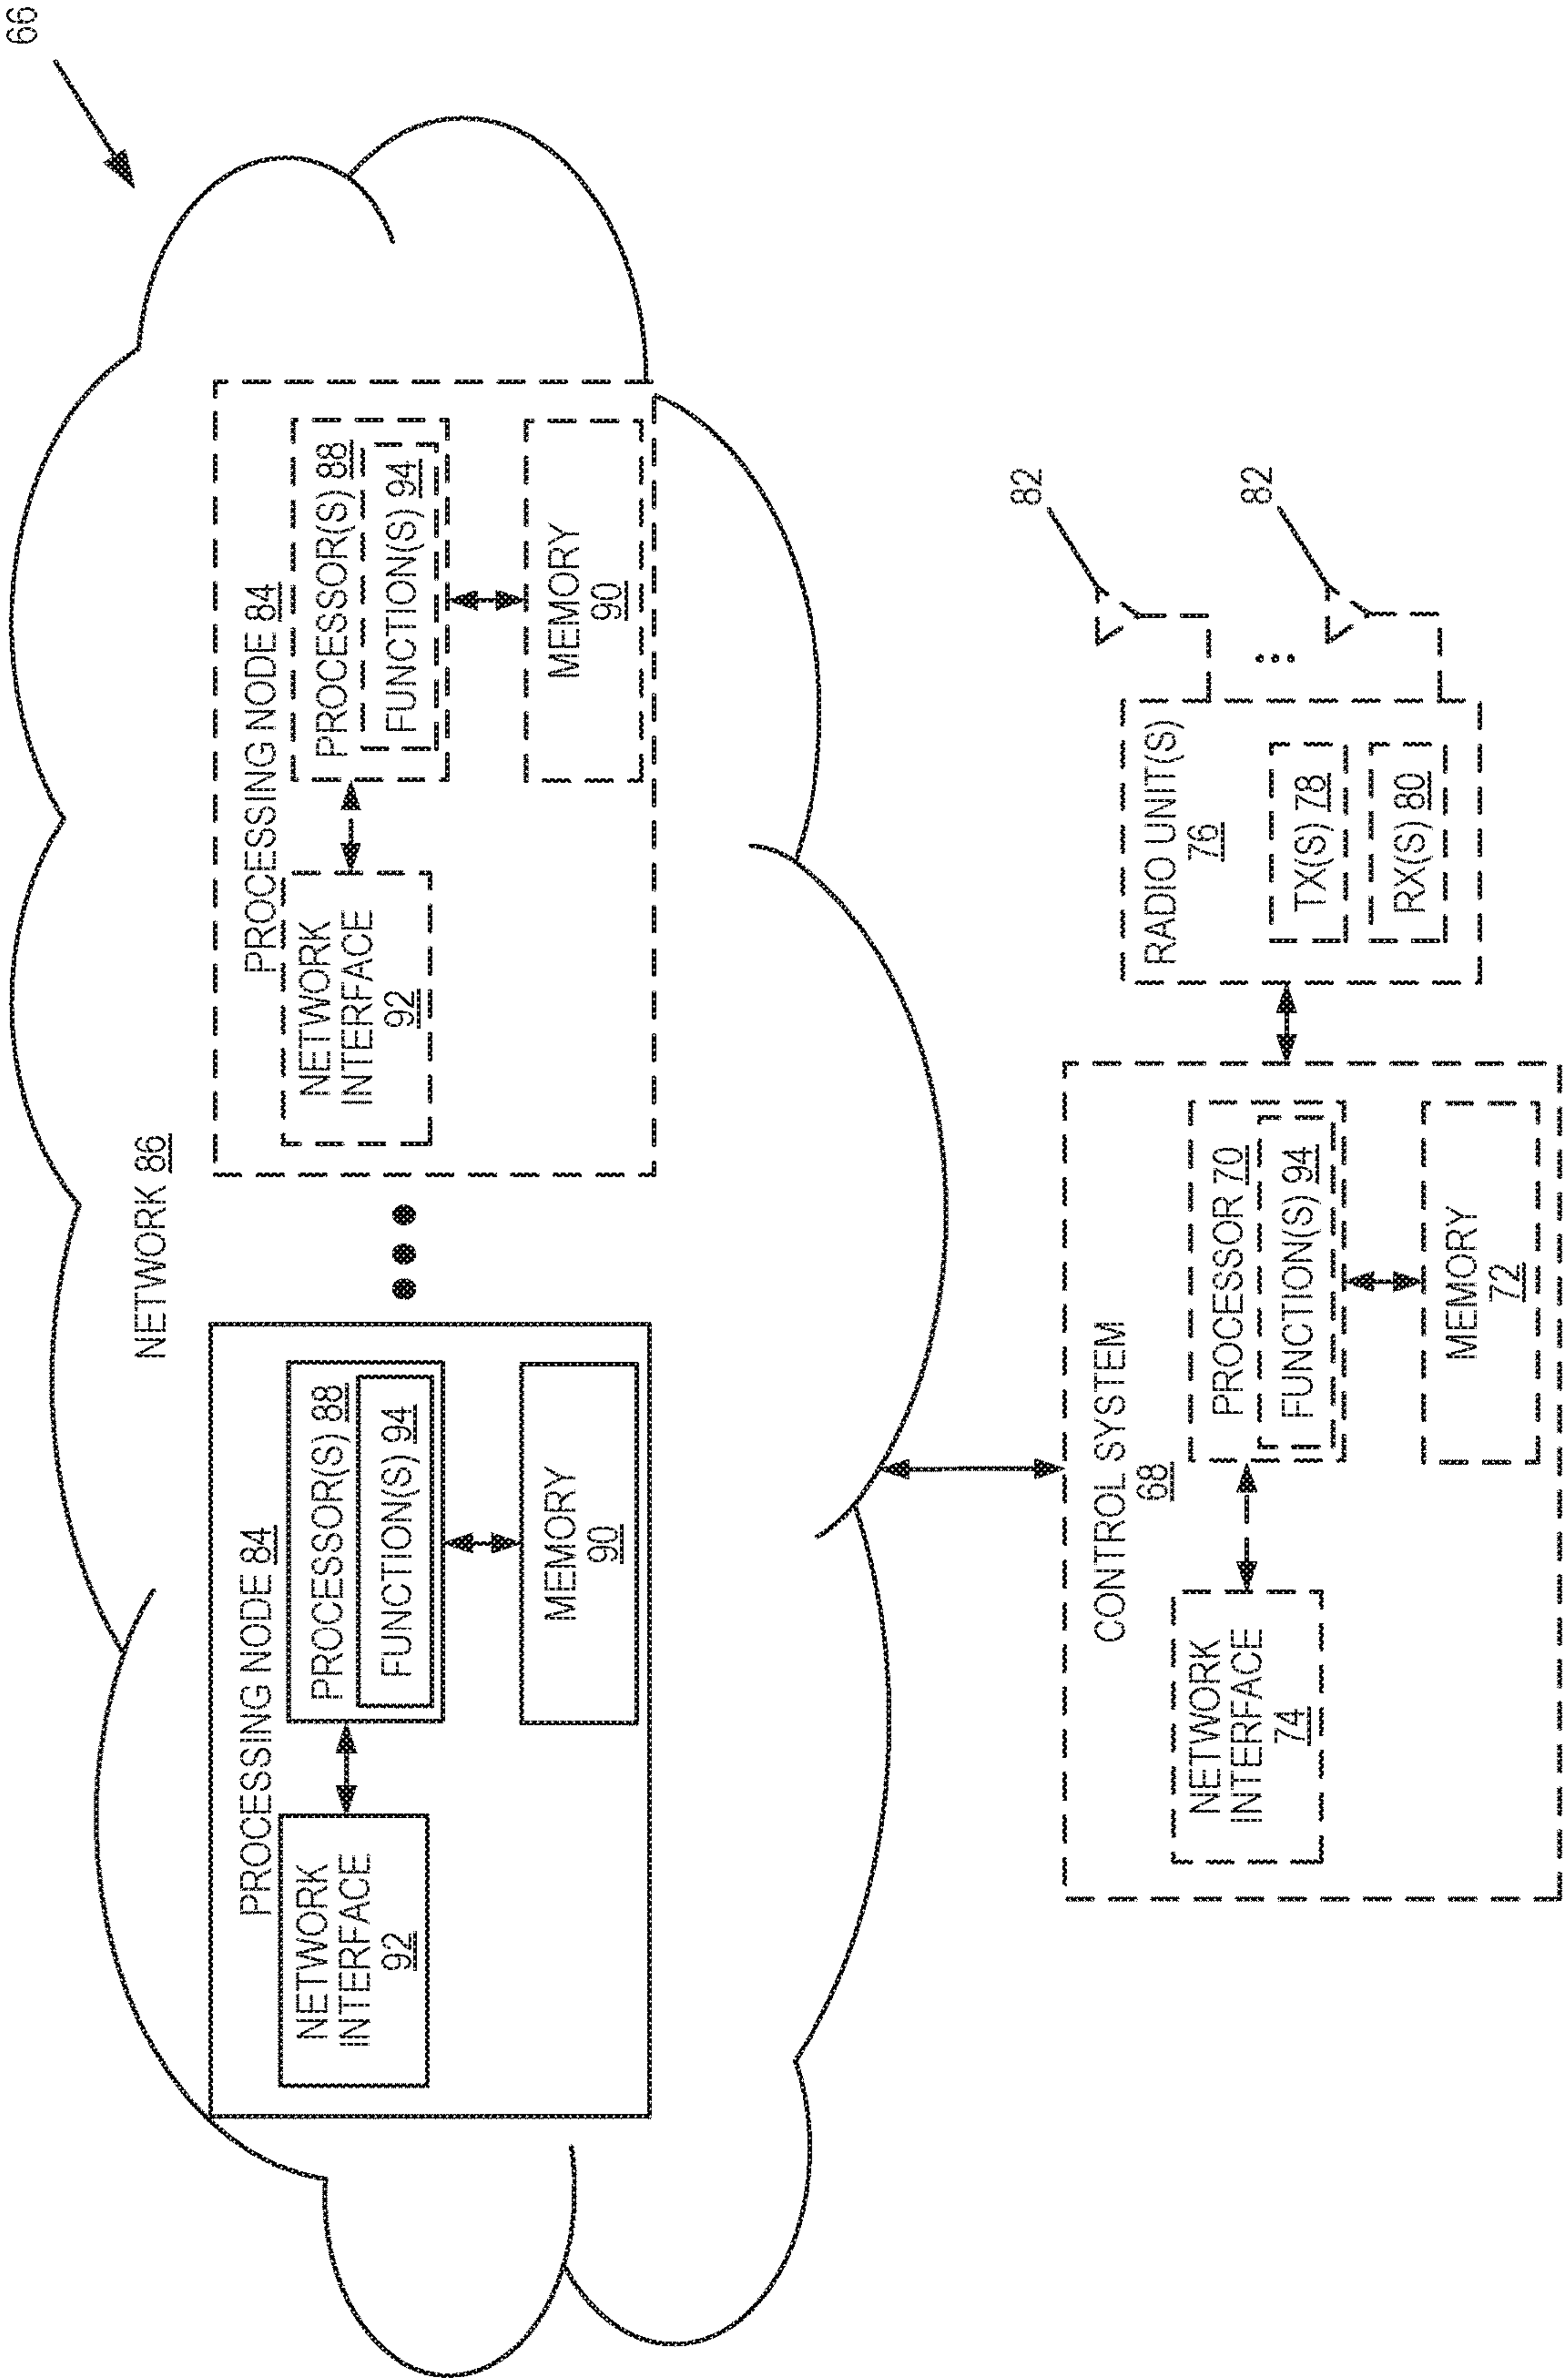 66
NETWORK 86
PROCESSING NODE 84
NETWORK
INTERFACE
92
PROCESSOR(S) 88
FUNCTION(S) 94
MEMORY
90
PROCESSING NODE 84
NETWORK
INTERFACE
92
PROCESSOR(S) 88
FUNCTION(S) 94
MEMORY
90
CONTROL SYSTEM
68
NETWORK
INTERFACE
74
PROCESSOR 70
FUNCTION(S) 94
MEMORY
72
RADIO UNIT(S)
76
TX(S) 78
RX(S) 80
82
82